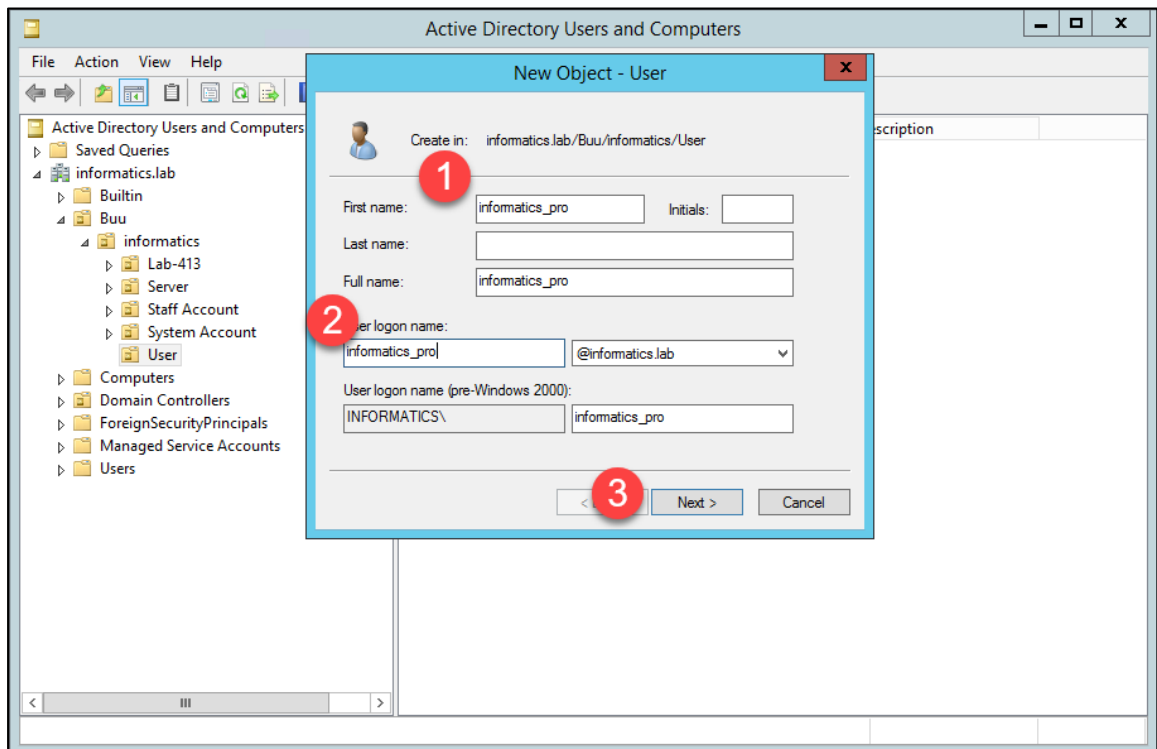 Active Directory Users and Computers
File Action View Help
Active Directory Users and Computers
Saved Queries
informatics.lab
Builtin
Buu
informatics
Lab-413
Server
Staff Account
System Account
User
Computers
Domain Controllers
ForeignSecurityPrincipals
Managed Service Accounts
Users
escription
New Object - User
x
Create in: informatics.lab/Buu/informatics/User
1
First name: informatics_pro Initials:
Last name:
Full name: informatics_pro
2
ser logon name:
informatics_pro @informatics.lab
User logon name (pre-Windows 2000):
INFORMATICS\ informatics_pro
3
< Next > Cancel